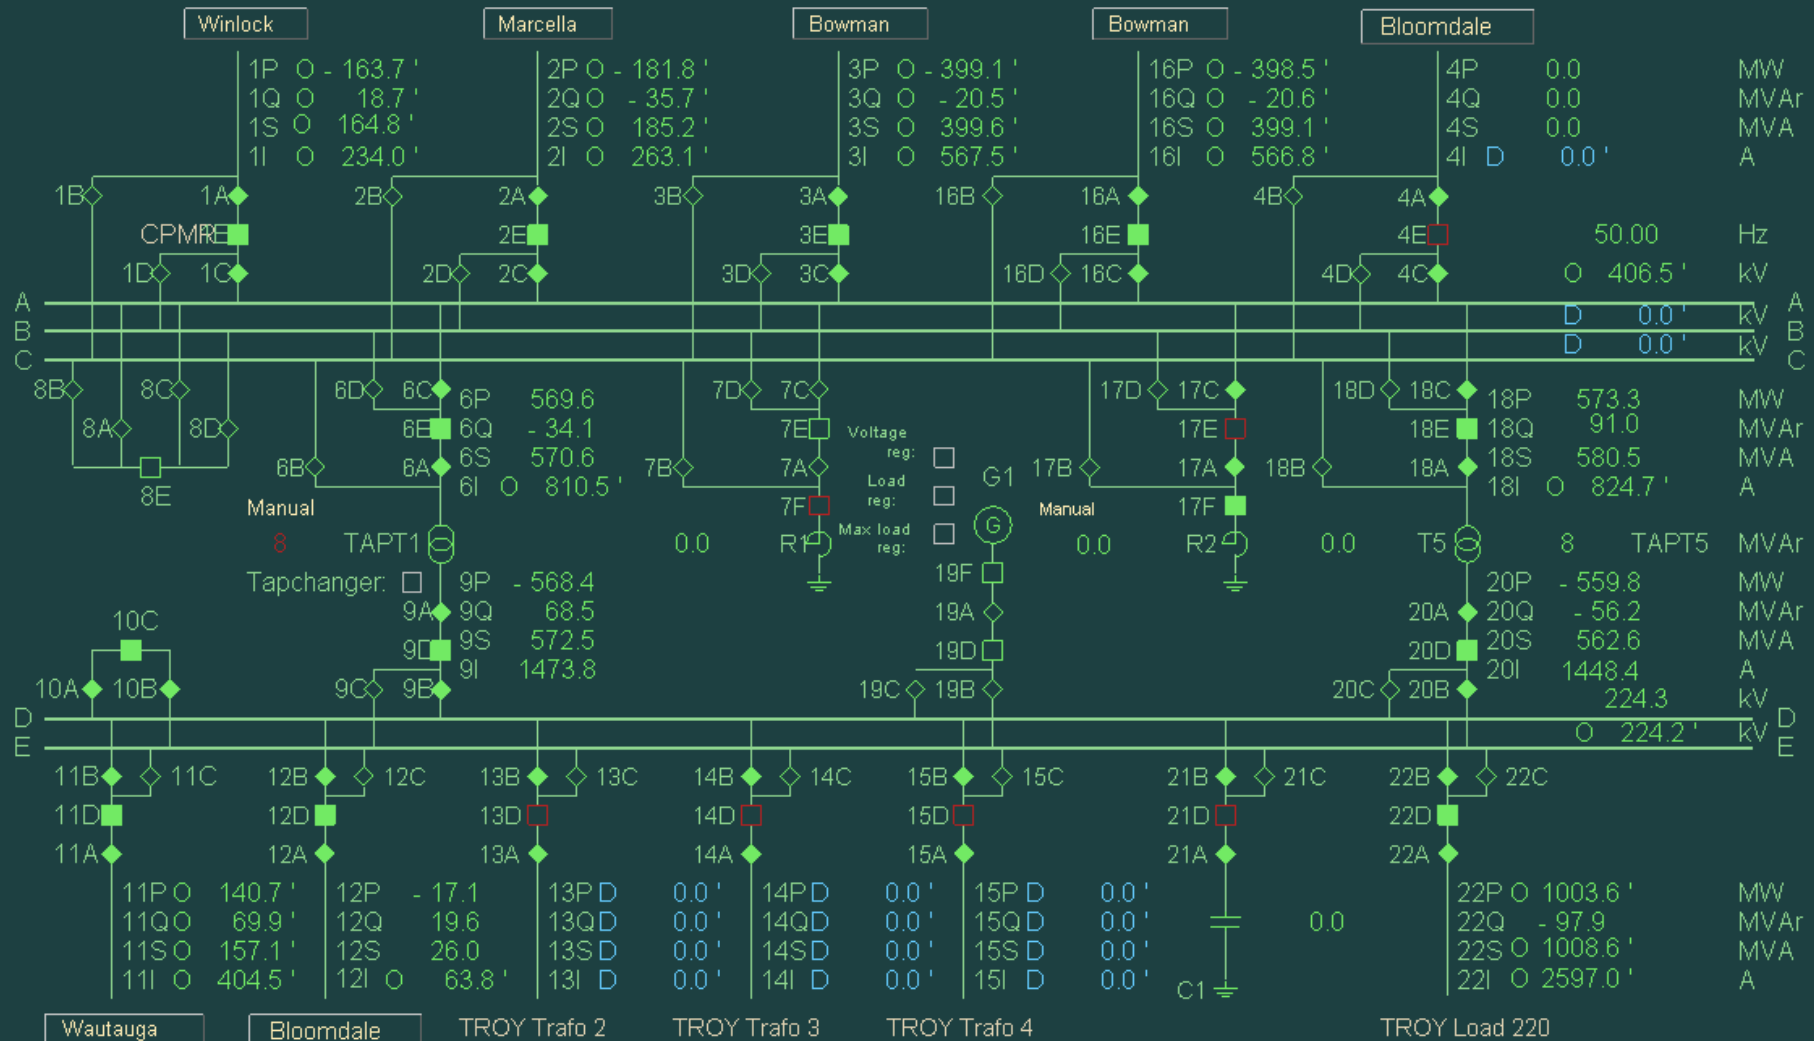 Winlock Marcella Bowman Bowman Bloomdale
1P O - 163.7 ' 2P O - 181.8 ' 3P O - 399.1 ' 16P O - 398.5 ' 4P 0.0 MW
1Q O 18.7 ' 2Q O - 35.7 ' 3Q O - 20.5 ' 16Q O - 20.6 ' 4Q 0.0 MVAr
1S O 164.8 ' 2S O 185.2 ' 3S O 399.6 ' 16S O 399.1 ' 4S 0.0 MVA
1I O 234.0 ' 2I O 263.1 ' 3I O 567.5 ' 16I O 566.8 ' 4I D 0.0 ' A
1B 1A 2B 2A 3B 3A 16B 16A 4B 4A
2E 3E 16E 4E 50.00 Hz
1D 1C 2D 2C 3D 3C 16D 16C 4D 4C O 406.5 ' kV
A A
D 0.0 ' kV
B B
D 0.0 ' kV
C C
8B 8C 6D 6C 7D 7C 17D 17C 18D 18C
6P 569.6 18P 573.3 MW
8A 8D 6E 6Q - 34.1 7E Voltage reg: 17E 18E 18Q 91.0 MVAr
6B 6A 6S 570.6 7B 7A 17B 17A 18B 18A 18S 580.5 MVA
8E 6I O 810.5 ' Load reg: G1 18I O 824.7 ' A
Manual 7F Manual 17F
8 TAPT1 0.0 R1 Max load reg: G 0.0 R2 0.0 T5 8 TAPT5 MVAr
Tapchanger: 9P - 568.4 19F 20P - 559.8 MW
9A 9Q 68.5 19A 20A 20Q - 56.2 MVAr
10C 9D 9S 572.5 19D 20D 20S 562.6 MVA
9I 1473.8 20I 1448.4 A
10A 10B 9C 9B 19C 19B 20C 20B 224.3 kV
D D
O 224.2 ' kV
E E
11B 11C 12B 12C 13B 13C 14B 14C 15B 15C 21B 21C 22B 22C
11D 12D 13D 14D 15D 21D 22D
11A 12A 13A 14A 15A 21A 22A
11P O 140.7 ' 12P - 17.1 13P D 0.0 ' 14P D 0.0 ' 15P D 0.0 ' 22P O 1003.6 ' MW
11Q O 69.9 ' 12Q 19.6 13Q D 0.0 ' 14Q D 0.0 ' 15Q D 0.0 ' 0.0 22Q - 97.9 MVAr
11S O 157.1 ' 12S 26.0 13S D 0.0 ' 14S D 0.0 ' 15S D 0.0 ' 22S O 1008.6 ' MVA
11I O 404.5 ' 12I O 63.8 ' 13I D 0.0 ' 14I D 0.0 ' 15I D 0.0 ' C1 22I O 2597.0 ' A
Wautauga Bloomdale TROY Trafo 2 TROY Trafo 3 TROY Trafo 4 TROY Load 220